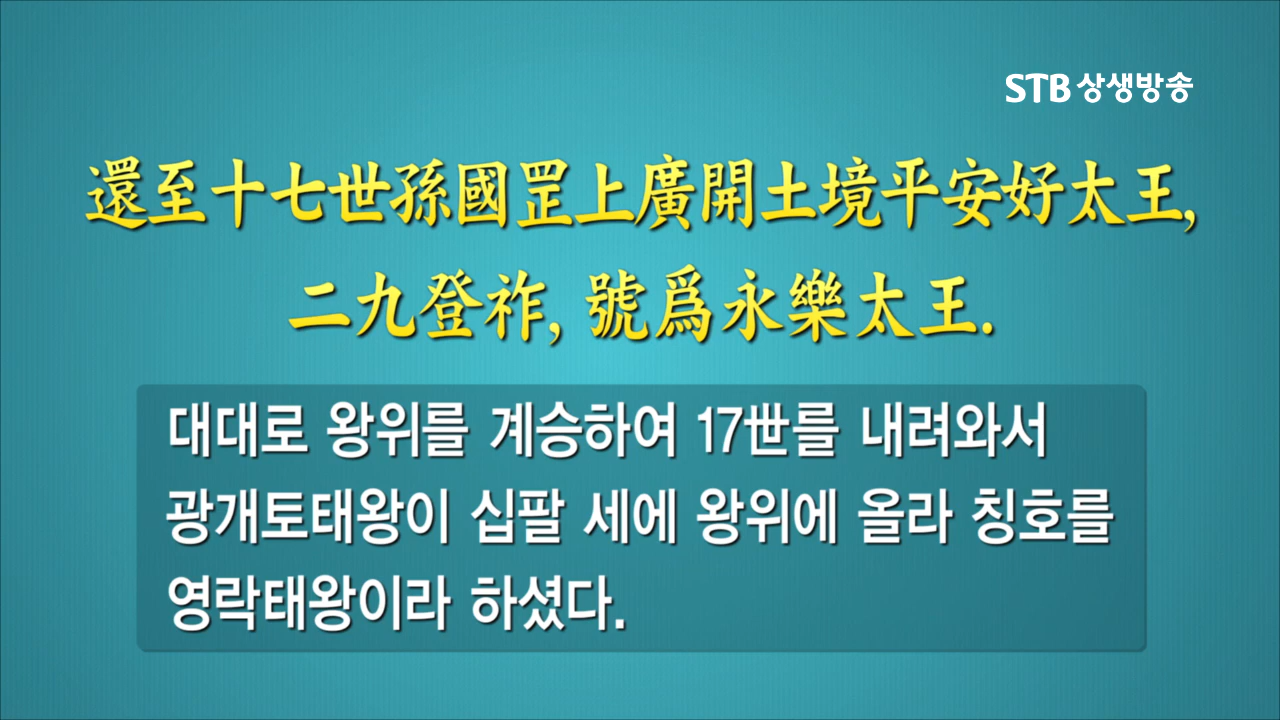 STB 상생방송
還至十七世孫國罡上廣開土境平安好太王,
二九登祚, 號爲永樂太王.
대대로 왕위를 계승하여 17世를 내려와서
광개토태왕이 십팔 세에 왕위에 올라 칭호를
영락태왕이라 하셨다.